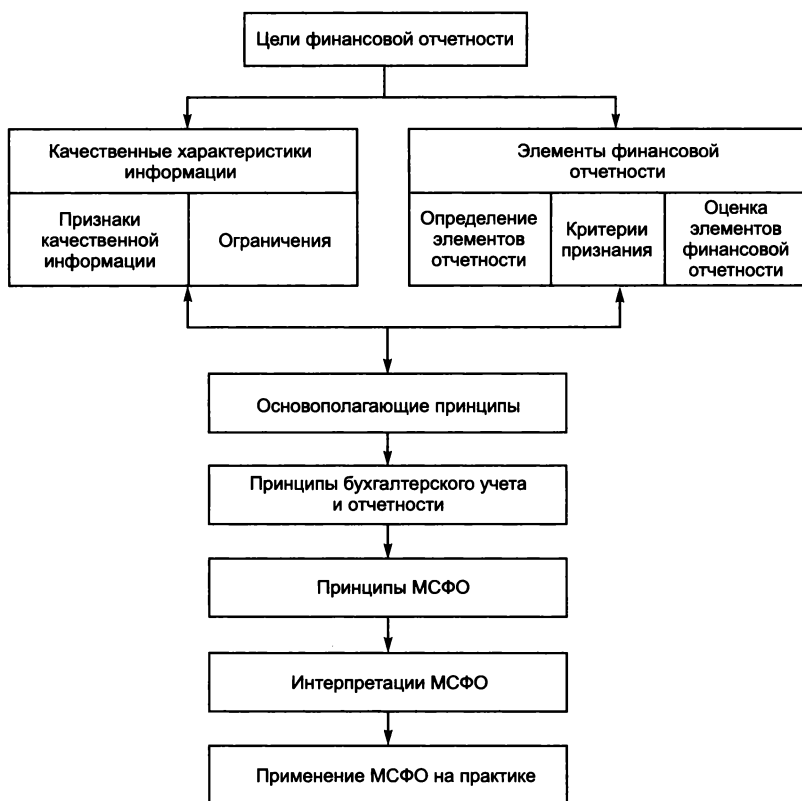 Цели финансовой отчетности
Качественные характеристики
информации
Признаки
качественной
информации
Ограничения
Элементы финансовой
отчетности
Определение
элементов
отчетности
Критерии
признания
Оценка
элементов
финансовой
отчетности
Основополагающие принципы
Принципы бухгалтерского учета
и отчетности
Принципы МСФО
Интерпретации МСФО
Применение МСФО на практике